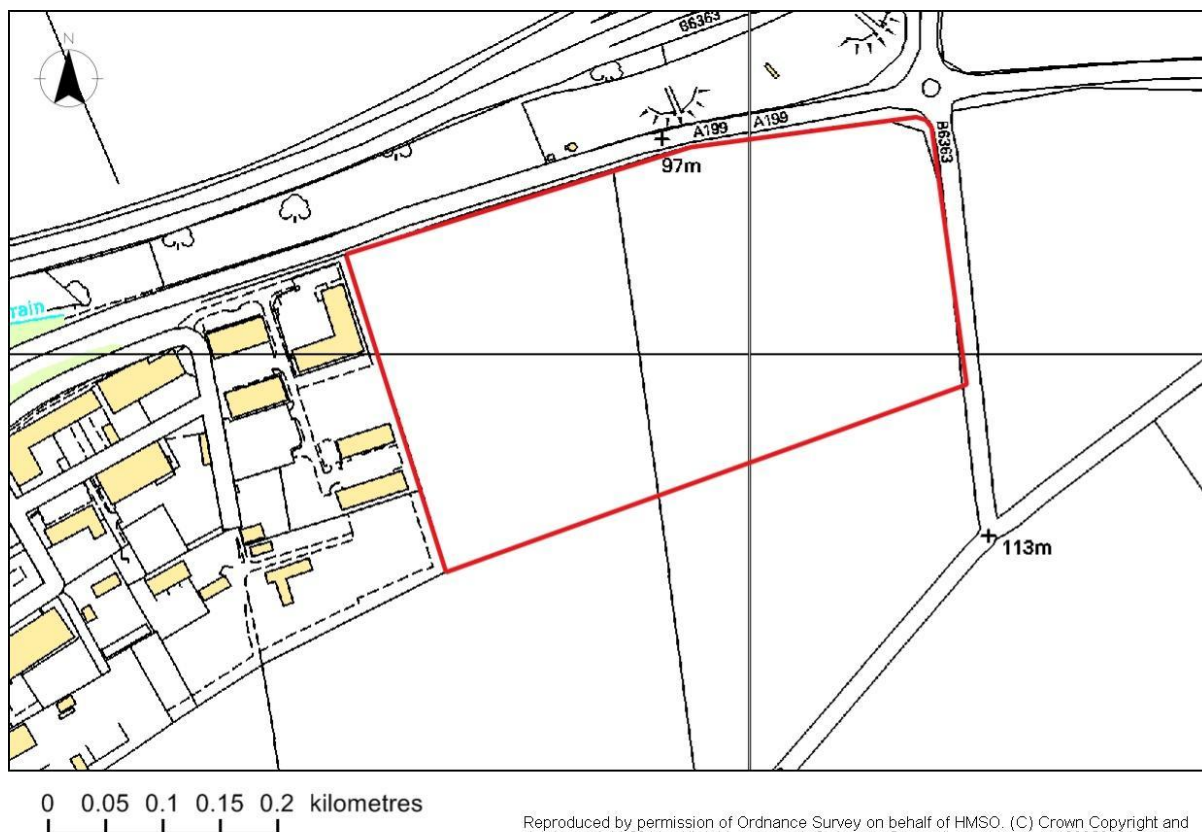 B6363
N
A199 A199
B6363
97m
rain
113m
0 0.05 0.1 0.15 0.2 kilometres
Reproduced by permission of Ordnance Survey on behalf of HMSO. (C) Crown Copyright and